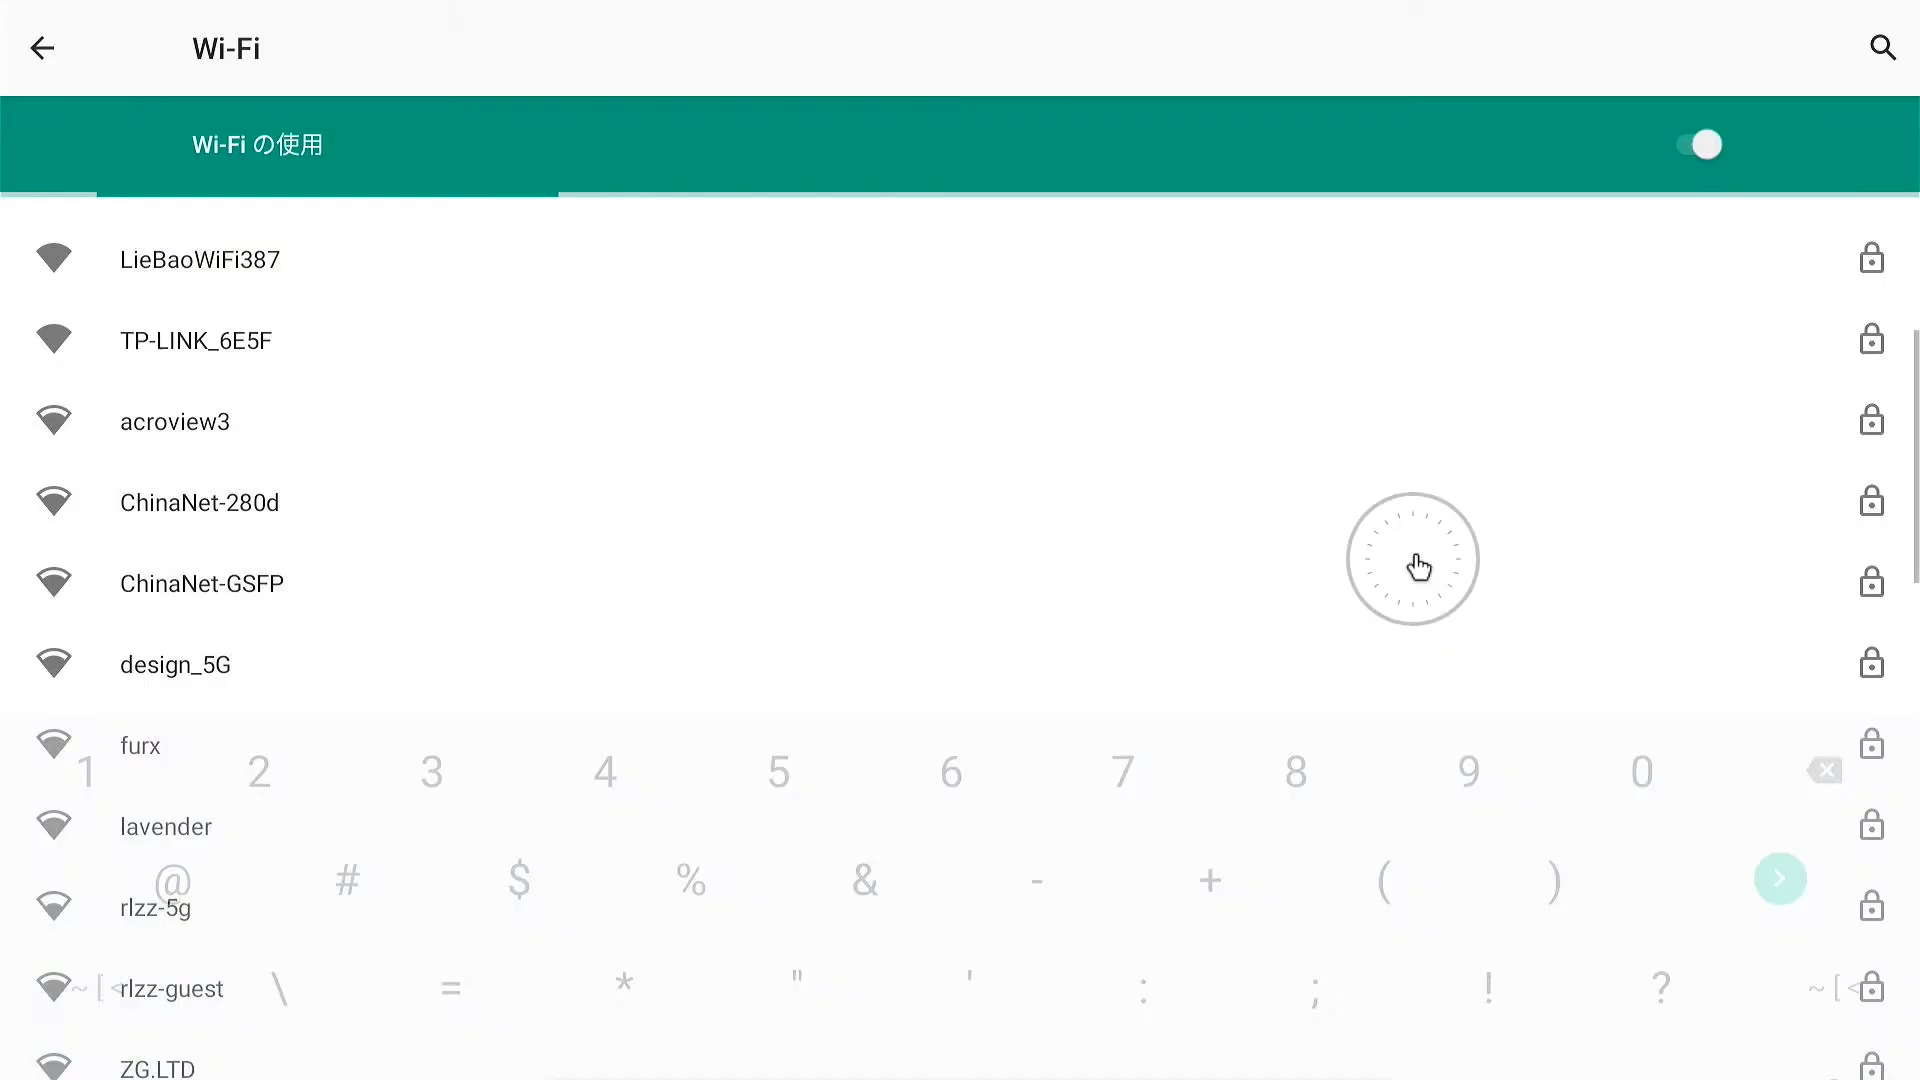 Wi-Fi
Wi-Fi の使用
LieBaoWiFi387
TP-LINK_6E5F
acroview3
ChinaNet-280d
ChinaNet-GSFP
design_5G
furx
1 2 3 4 5 6 7 8 9 0
lavender
@ # $ % & - + ( )
rlzz-5g
~ [ < \ = * " ' : ; ! ? ~ [ <
rlzz-guest
ZG.LTD